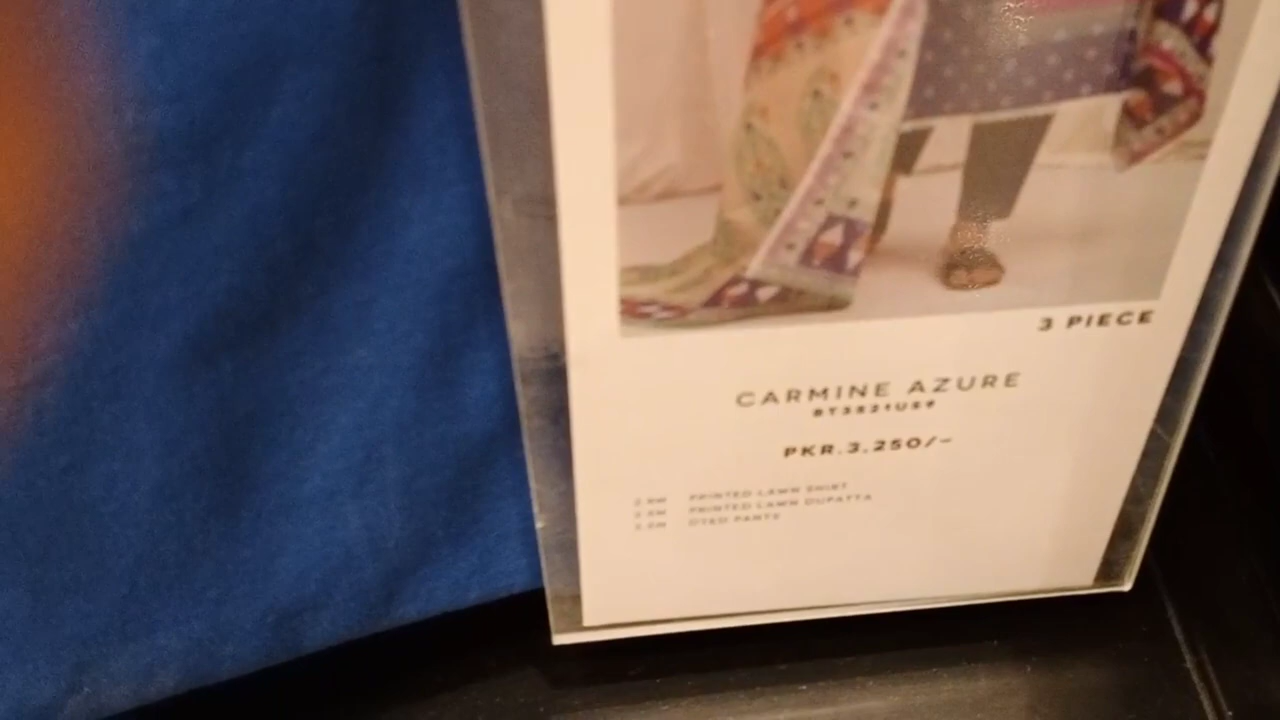 3 PIECE
CARMINE AZURE
PKR.3,250/-
PRINTED LAWN SHIRT
PRINTED LAWN DUPATTA
DYED PANTS